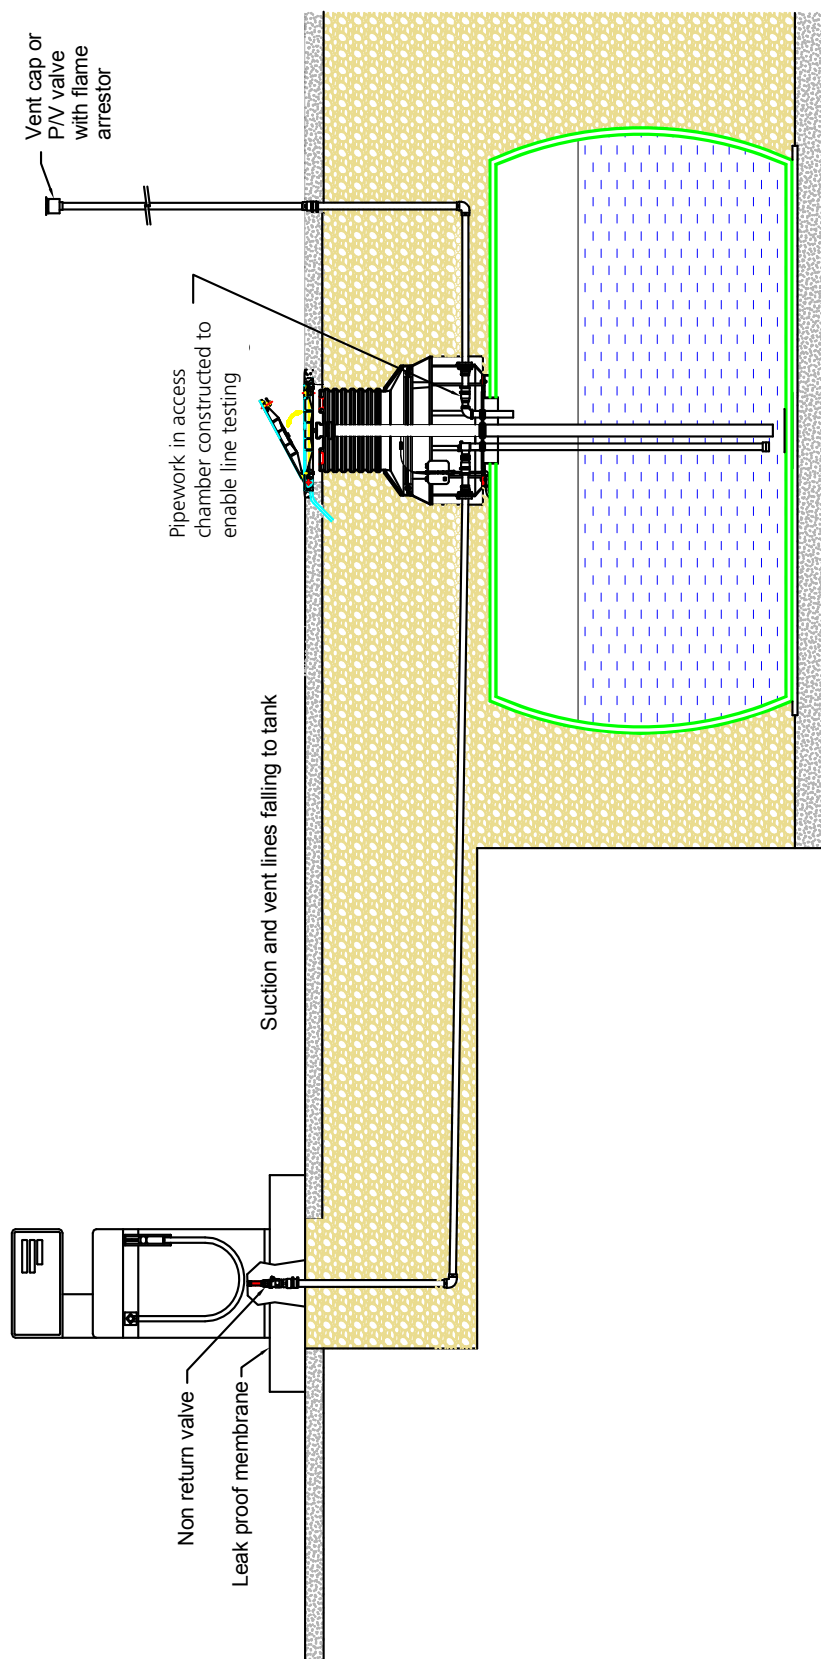 Vent cap or
P/V valve
with flame
arrestor
Pipework in access
chamber constructed to
enable line testing
Suction and vent lines falling to tank
Non return valve
Leak proof membrane